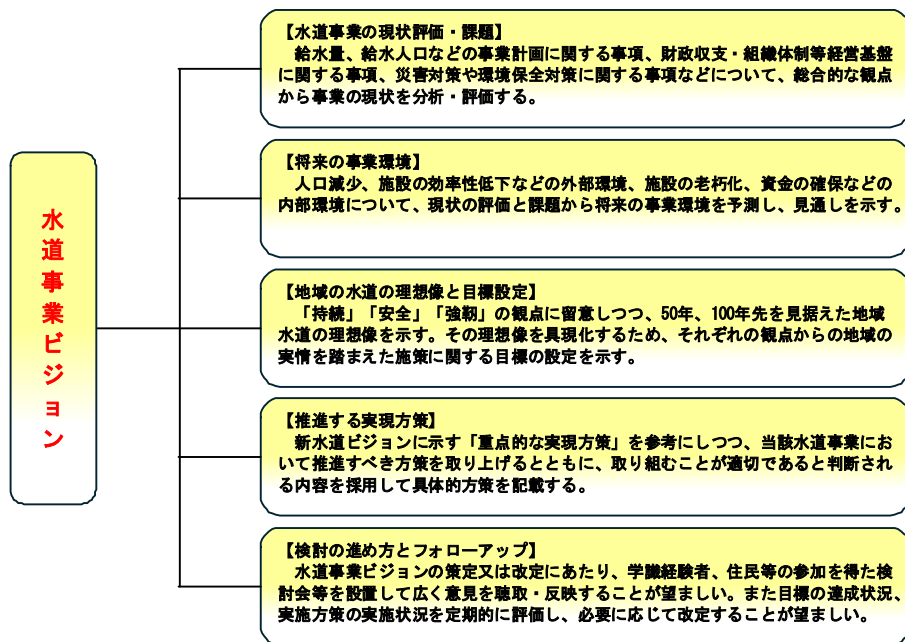 水道事業ビジョン
【水道事業の現状評価・課題】
給水量、給水人口などの事業計画に関する事項、財政収支・組織体制等経営基盤
に関する事項、災害対策や環境保全対策に関する事項などについて、総合的な観点
から事業の現状を分析・評価する。
【将来の事業環境】
人口減少、施設の効率性低下などの外部環境、施設の老朽化、資金の確保などの
内部環境について、現状の評価と課題から将来の事業環境を予測し、見通しを示す。
【地域の水道の理想像と目標設定】
「持続」「安全」「強靭」の観点に留意しつつ、50年、100年先を見据えた地域
水道の理想像を示す。その理想像を具現化するため、それぞれの観点からの地域の
実情を踏まえた施策に関する目標の設定を示す。
【推進する実現方策】
新水道ビジョンに示す「重点的な実現方策」を参考にしつつ、当該水道事業にお
いて推進すべき方策を取り上げるとともに、取り組むことが適切であると判断され
る内容を採用して具体的方策を記載する。
【検討の進め方とフォローアップ】
水道事業ビジョンの策定又は改定にあたり、学識経験者、住民等の参加を得た検
討会等を設置して広く意見を聴取・反映することが望ましい。また目標の達成状況、
実施方策の実施状況を定期的に評価し、必要に応じて改定することが望ましい。